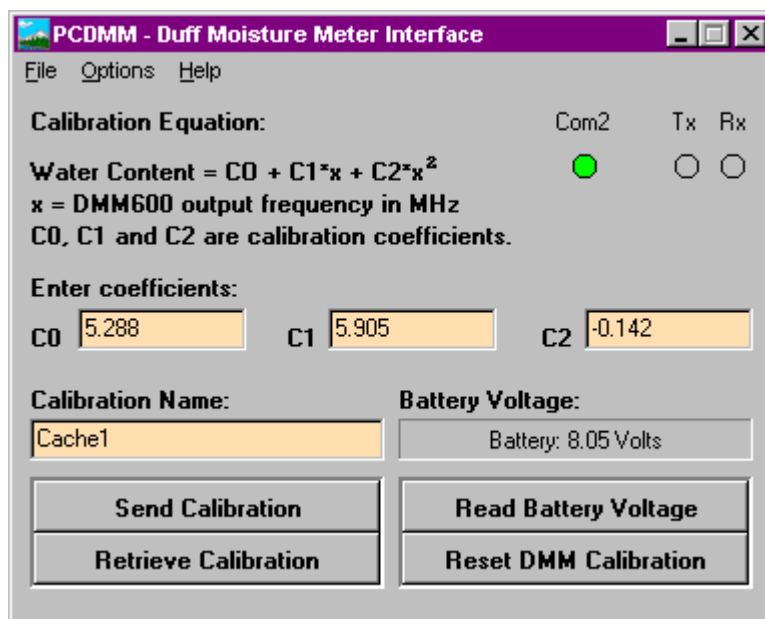 PCDMM - Duff Moisture Meter Interface
File Options Help
Calibration Equation: Com2 Tx Rx
Water Content = C0 + C1*x + C2*x²
x = DMM600 output frequency in MHz
C0, C1 and C2 are calibration coefficients.
Enter coefficients:
C0 5.288 C1 5.905 C2 -0.142
Calibration Name: Battery Voltage:
Cache1 Battery: 8.05 Volts
Send Calibration Read Battery Voltage
Retrieve Calibration Reset DMM Calibration